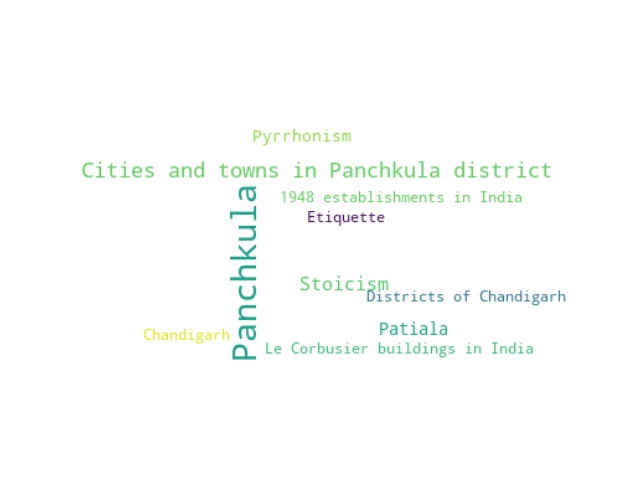 Pyrrhonism
Cities and towns in Panchkula district
1948 establishments in India
Etiquette
Panchkula
Stoicism
Districts of Chandigarh
Patiala
Chandigarh
Le Corbusier buildings in India